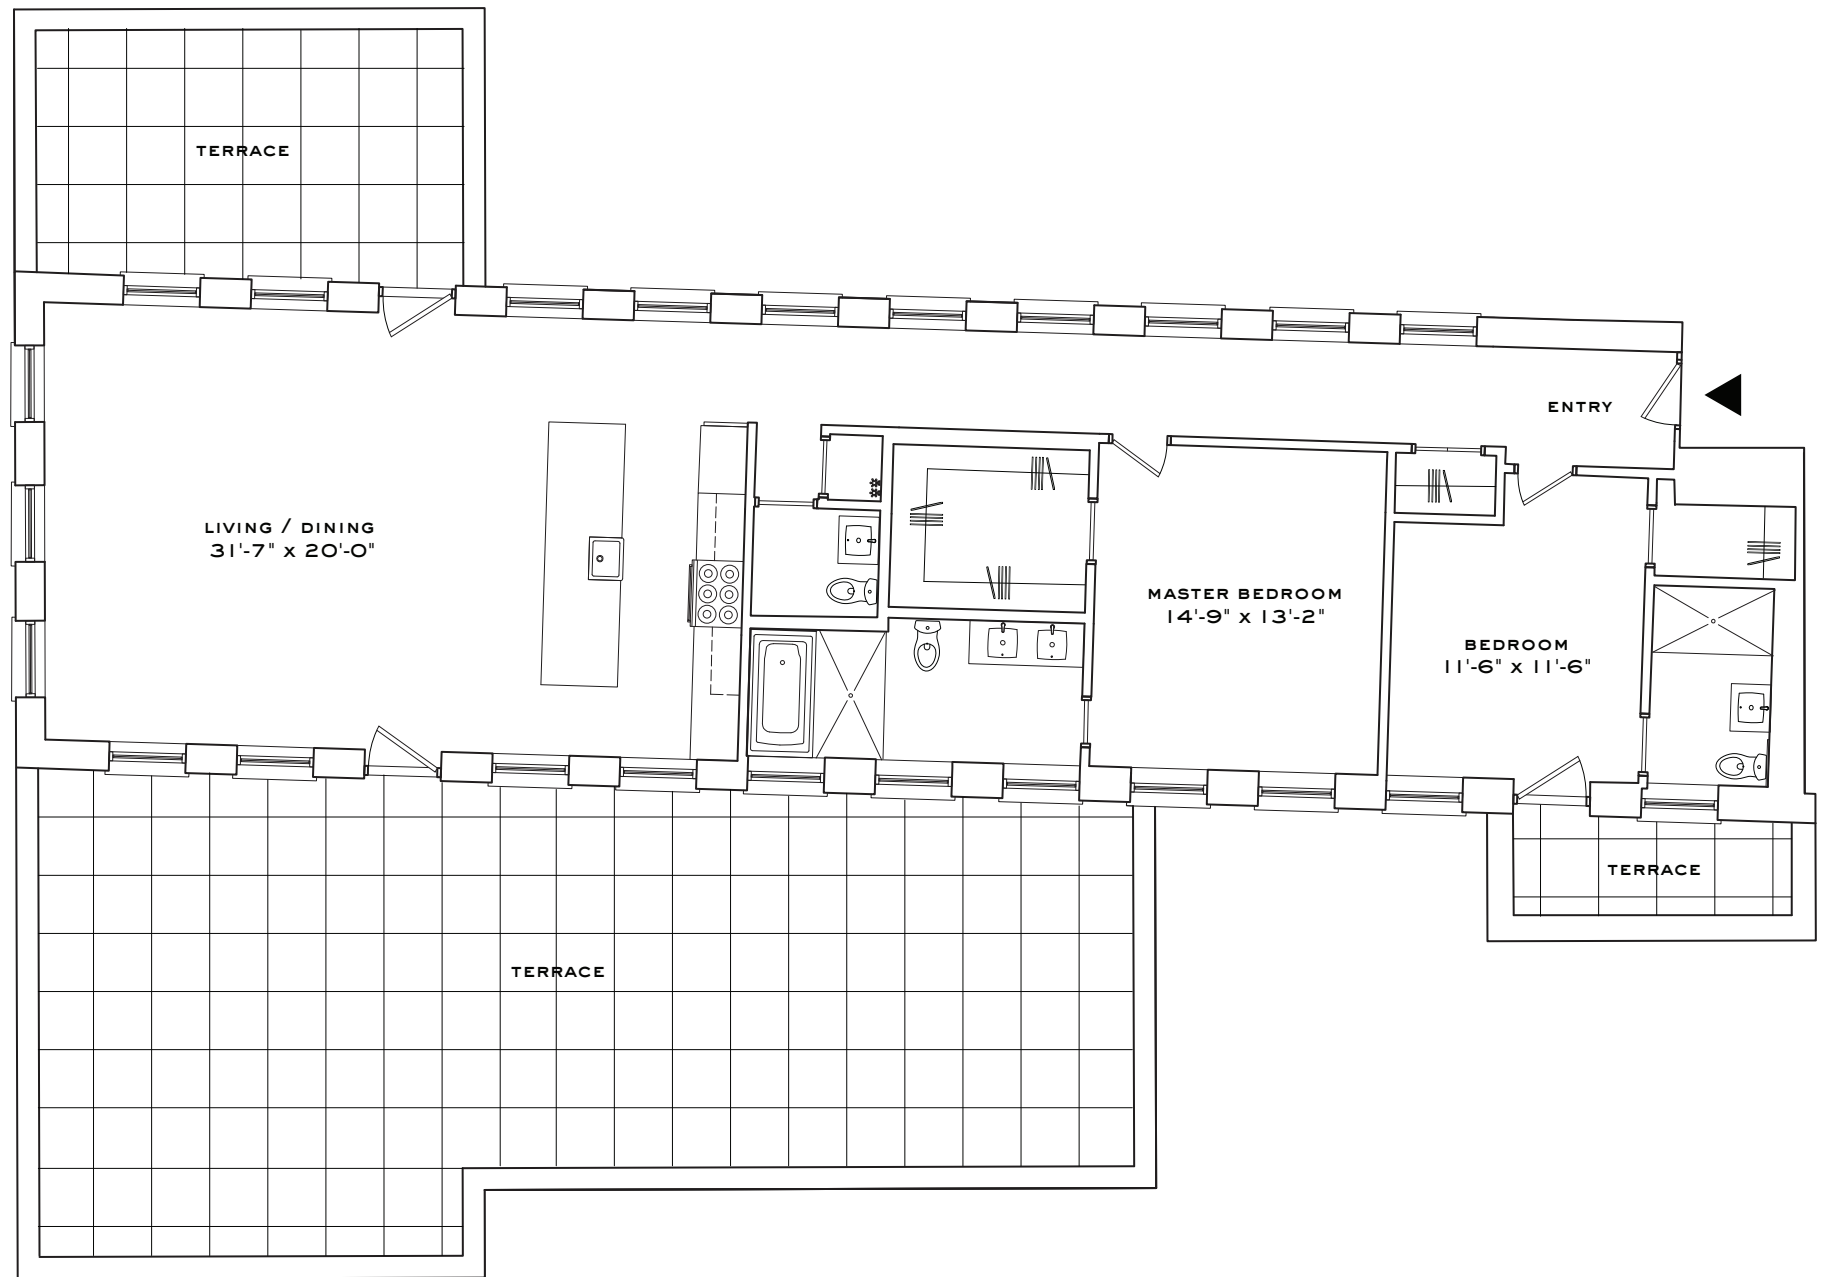 TERRACE
ENTRY
LIVING / DINING
31'-7" x 20'-0"
MASTER BEDROOM
14'-9" x 13'-2"
BEDROOM
11'-6" x 11'-6"
TERRACE
TERRACE